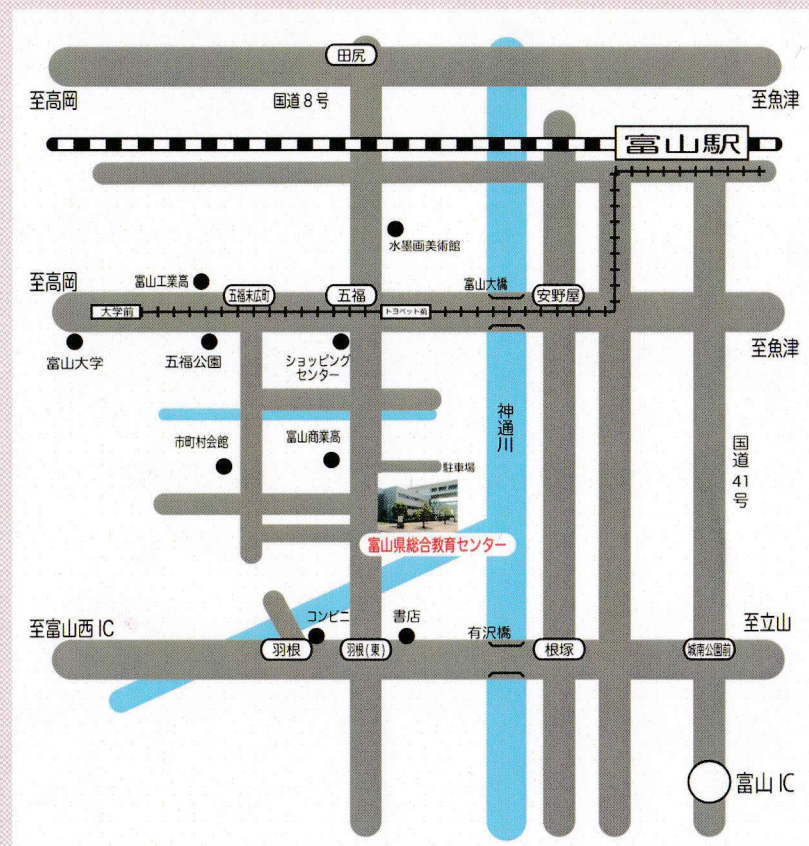 田尻
至高岡
国道8号
至魚津
富山駅
水墨画美術館
至高岡
富山工業高
五福末広町
五福
富山大橋
安野屋
大学前
トヨペット前
富山大学
五福公園
ショッピング
センター
至魚津
神通川
市町村会館
富山商業高
駐車場
国道41号
富山県総合教育センター
至富山西IC
コンビニ
書店
有沢橋
至立山
羽根
羽根(東)
根塚
城南公園前
富山IC